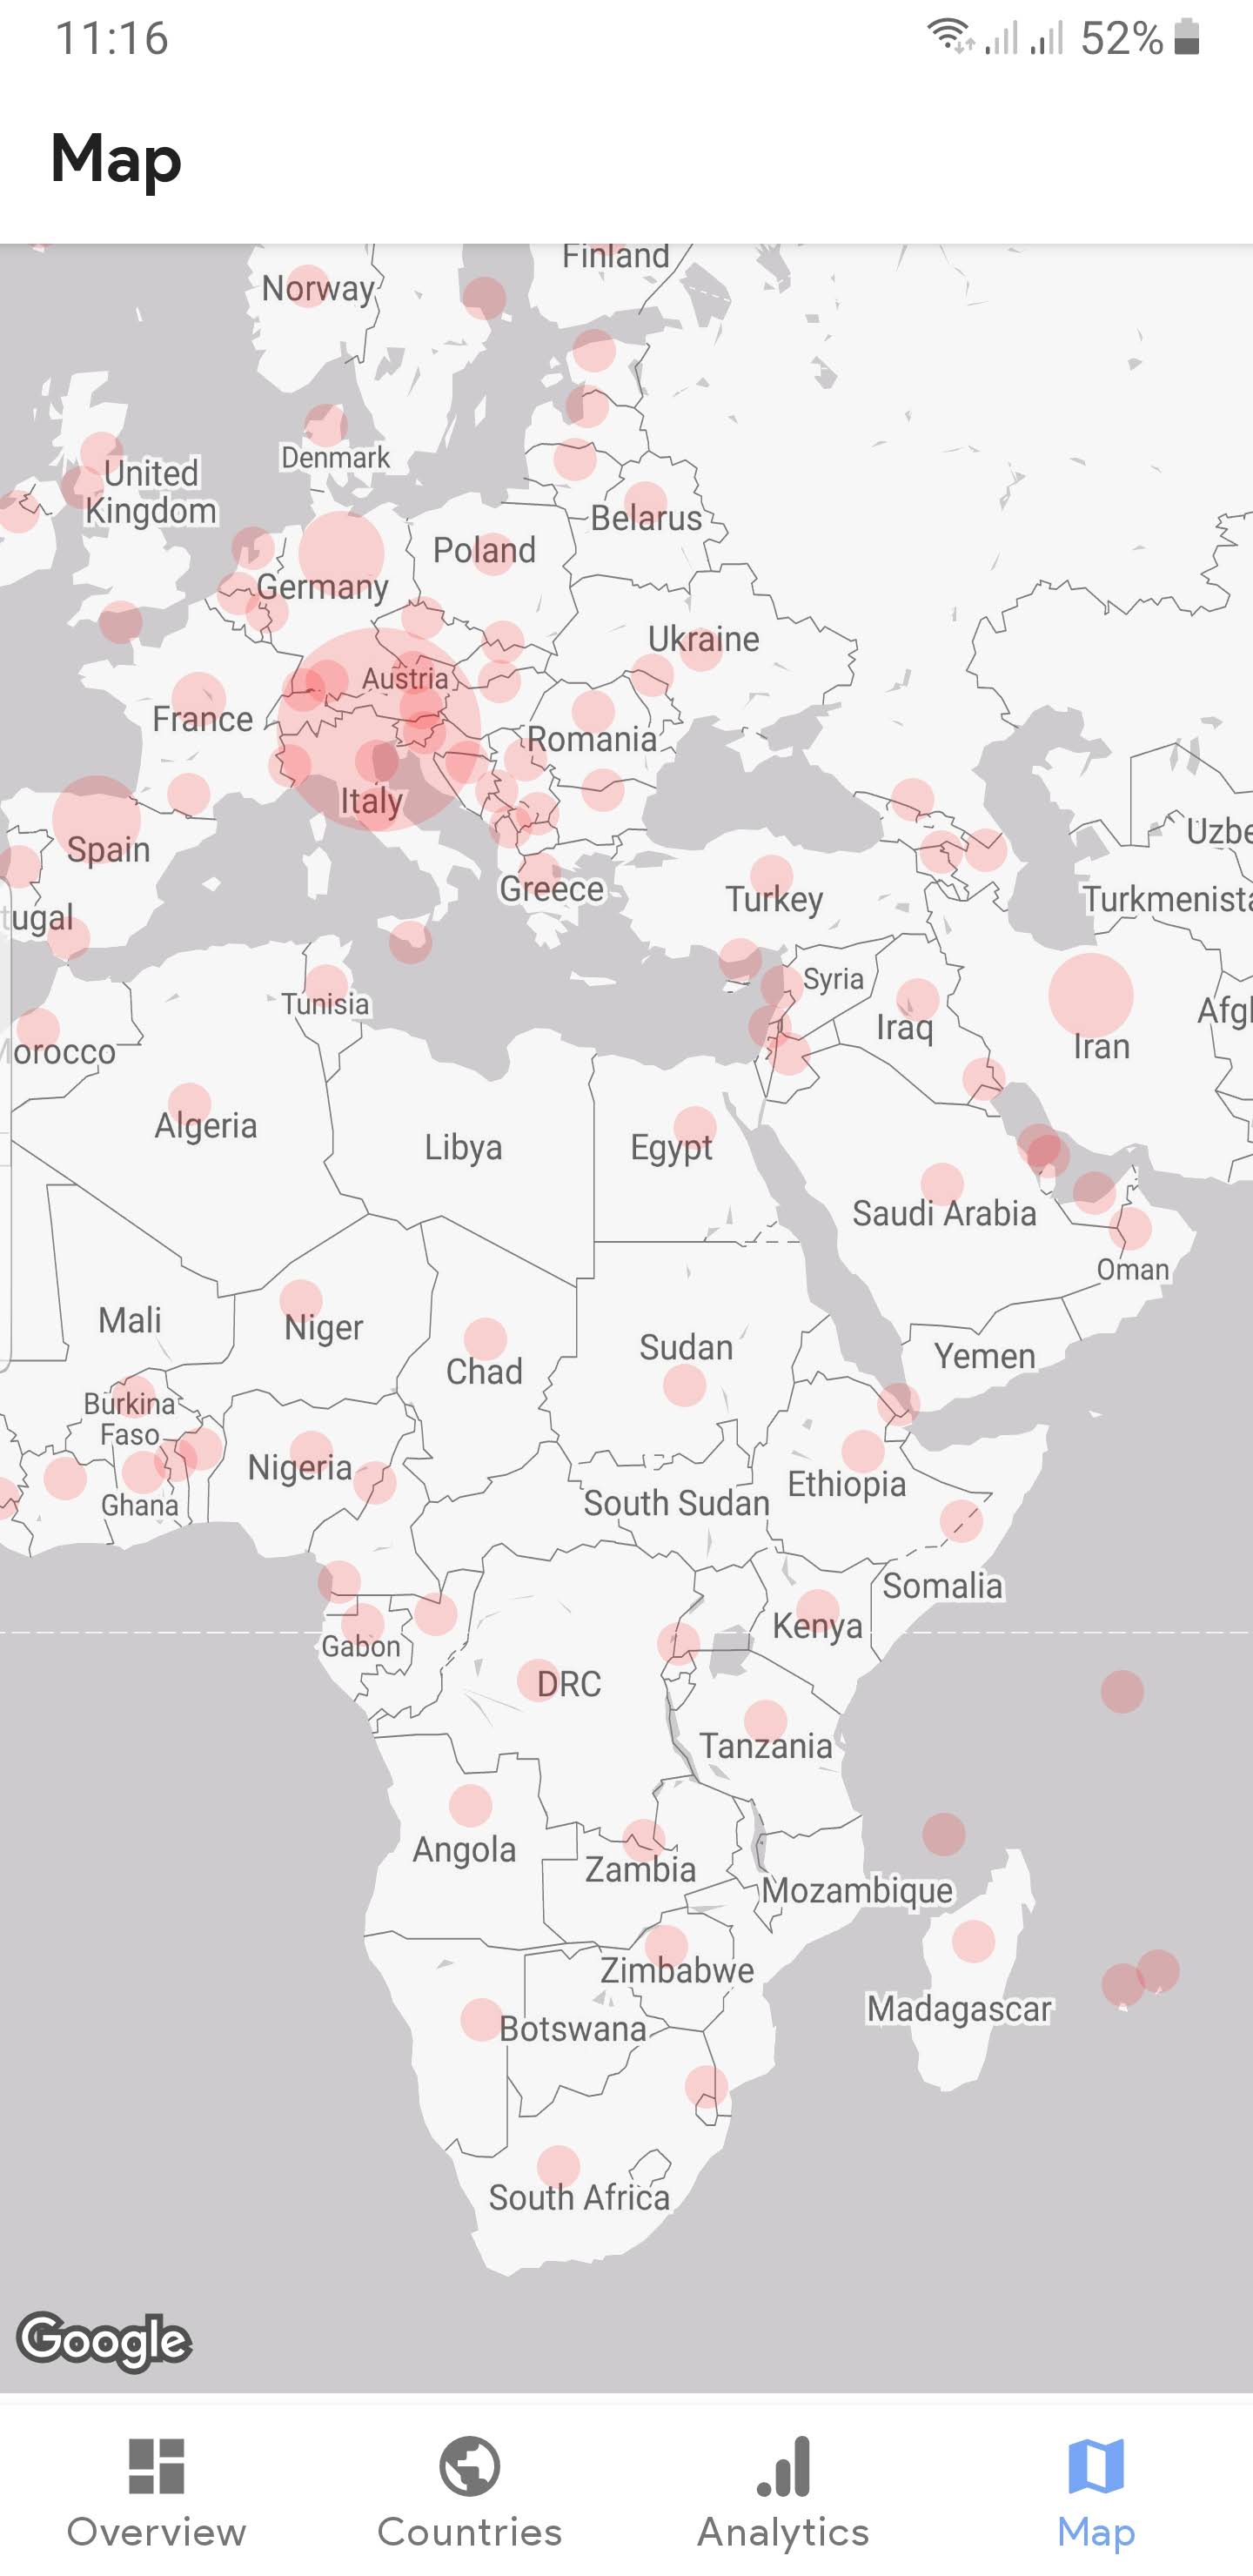 11:16
52%
Map
Finland
Norway
Denmark
United
Kingdom
Belarus
Poland
Germany
Ukraine
Austria
France
Romania
Italy
Uzbe
Spain
Greece
Turkey
Turkmenista
tugal
Syria
Tunisia
Afgl
Iraq
Iran
Morocco
Algeria
Libya
Egypt
Saudi Arabia
Oman
Mali
Niger
Sudan
Yemen
Chad
Burkina
Faso
Nigeria
Ethiopia
Ghana
South Sudan
Somalia
Kenya
Gabon
DRC
Tanzania
Angola
Zambia
Mozambique
Zimbabwe
Madagascar
Botswana
South Africa
Google
Overview
Countries
Analytics
Map